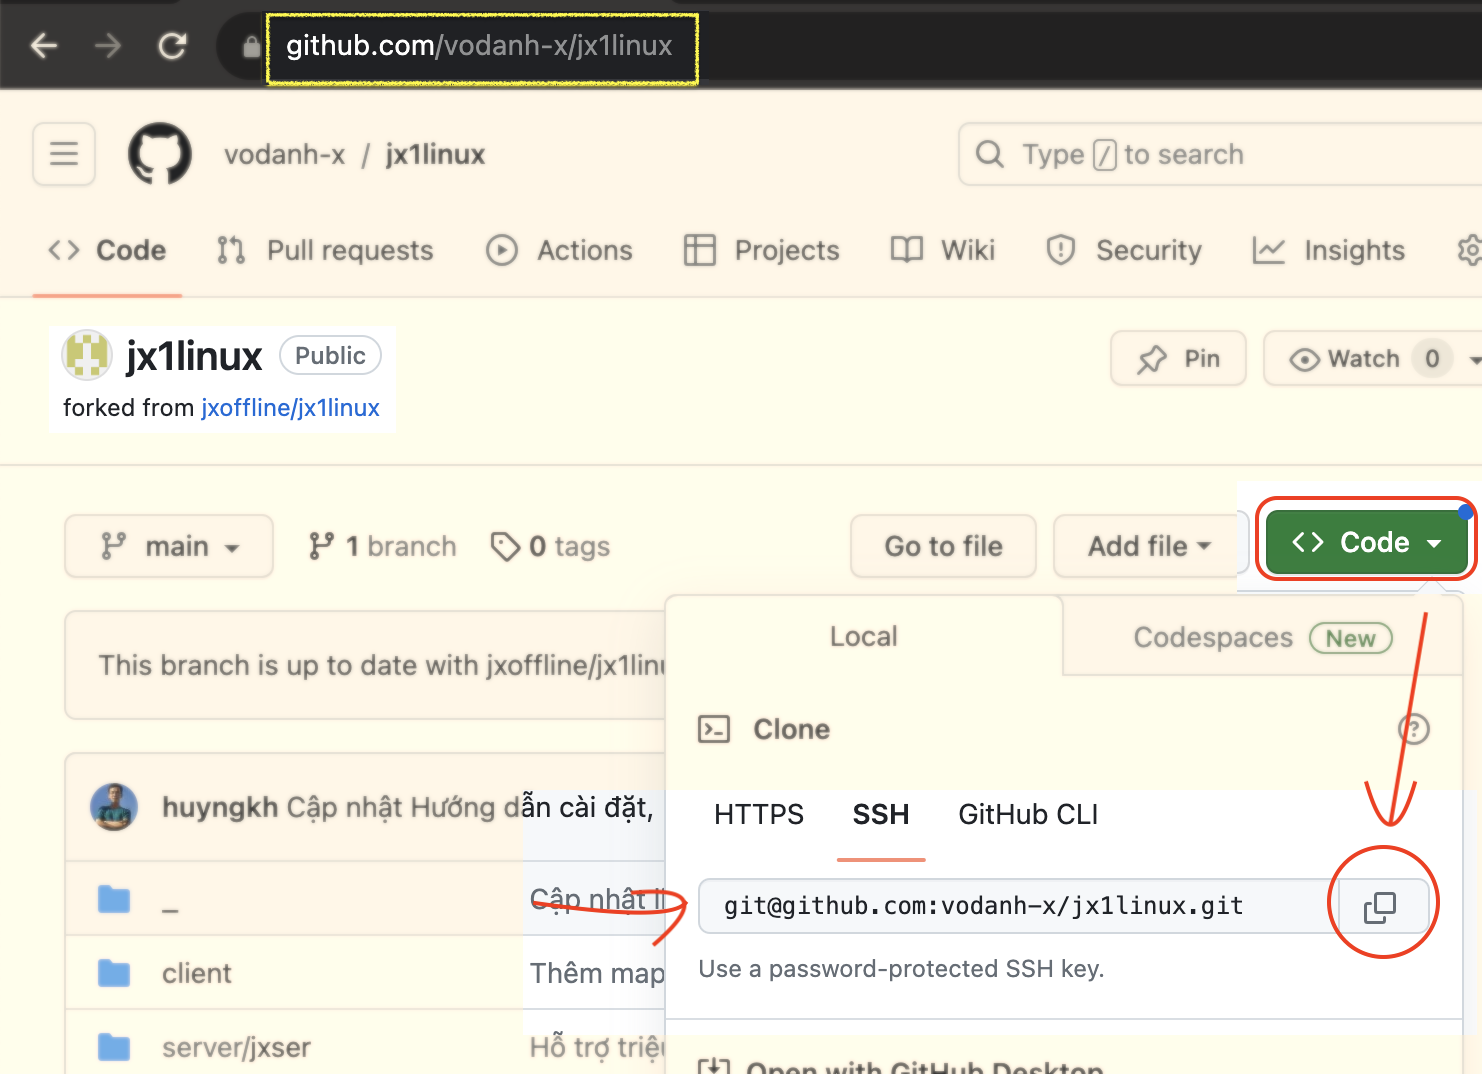 github.com/vodanh-x/jx1linux
vodanh-x / jx1linux
Type / to search
Code Pull requests Actions Projects Wiki Security Insights
jx1linux Public
forked from jxoffline/jx1linux
Pin
Watch 0
main
1 branch
0 tags
Go to file
Add file
Code
This branch is up to date with
Local
Codespaces New
Clone
huyngkh Cập nhật Hướng dẫn cài đặt,
HTTPS SSH GitHub CLI
_
Cập nhật
git@github.com:vodanh-x/jx1linux.git
Use a password-protected SSH key.
client
Thêm map
server/jxser
Hỗ trợ
Open with GitHub Desktop